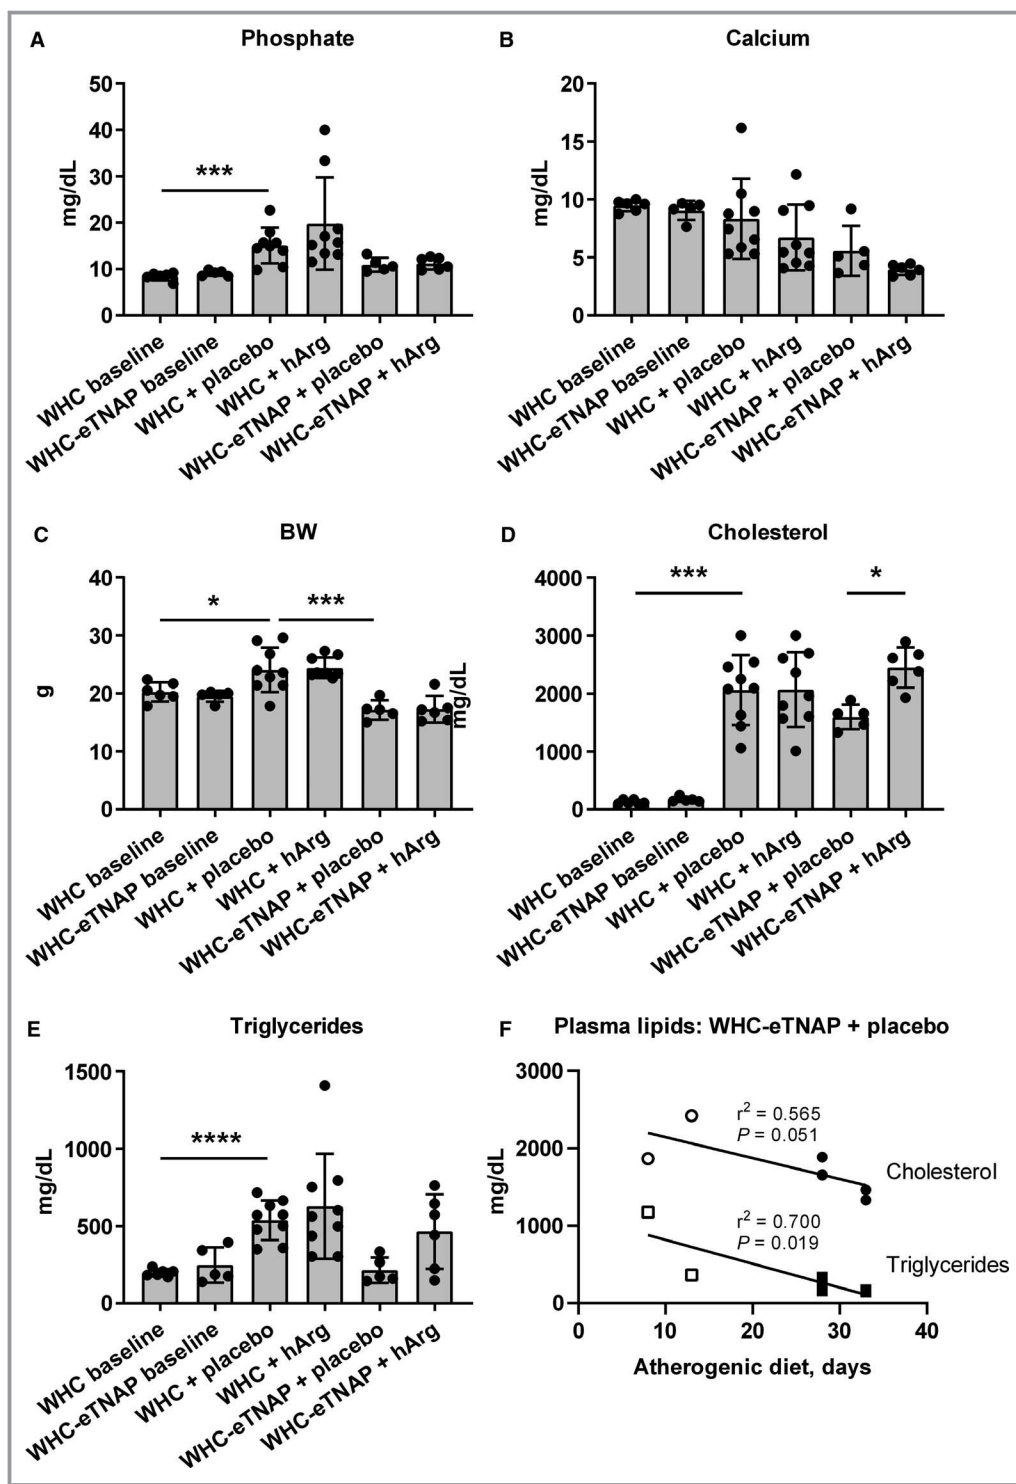 A
Phosphate
mg/dL
50
40
30
20
10
0
***
WHC baseline
WHC-eTNAP baseline
WHC + placebo
WHC + hArg
WHC-eTNAP + placebo
WHC-eTNAP + hArg
B
Calcium
mg/dL
20
15
10
5
0
WHC baseline
WHC-eTNAP baseline
WHC + placebo
WHC + hArg
WHC-eTNAP + placebo
WHC-eTNAP + hArg
C
BW
g
40
30
20
10
0
*
***
WHC baseline
WHC-eTNAP baseline
WHC + placebo
WHC + hArg
WHC-eTNAP + placebo
WHC-eTNAP + hArg
D
Cholesterol
mg/dL
4000
3000
2000
1000
0
***
*
WHC baseline
WHC-eTNAP baseline
WHC + placebo
WHC + hArg
WHC-eTNAP + placebo
WHC-eTNAP + hArg
E
Triglycerides
mg/dL
1500
1000
500
0
****
WHC baseline
WHC-eTNAP baseline
WHC + placebo
WHC + hArg
WHC-eTNAP + placebo
WHC-eTNAP + hArg
F
Plasma lipids: WHC-eTNAP + placebo
mg/dL
3000
2000
1000
0
r² = 0.565
P = 0.051
Cholesterol
r² = 0.700
P = 0.019
Triglycerides
0 10 20 30 40
Atherogenic diet, days